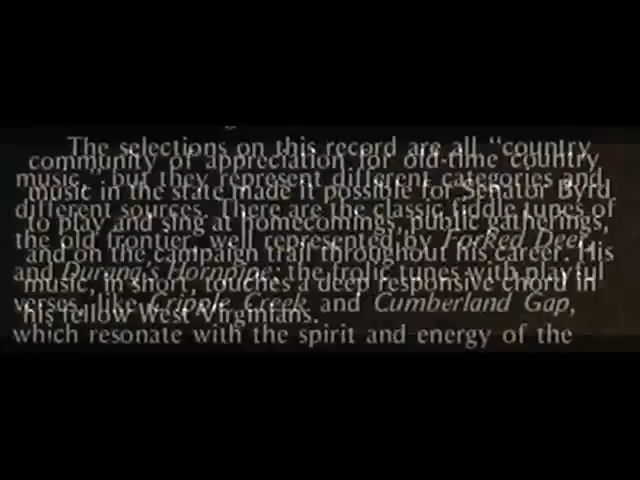 The selections on this record are all "country
community of appreciation for old-time country
music," but they represent different categories and
music in the state made it possible for Senator Byrd
different sources. There are the classic fiddle tunes of
to play and sing at homecomings, public gatherings,
the old frontier, well represented by Forked Deer,
and on the campaign trail throughout his career. His
and Durang's Hornpipe; the frolic tunes with playful
music, in short, touches a deep responsive chord in
verses, like Cripple Creek and Cumberland Gap,
his fellow West Virginians.
which resonate with the spirit and energy of the